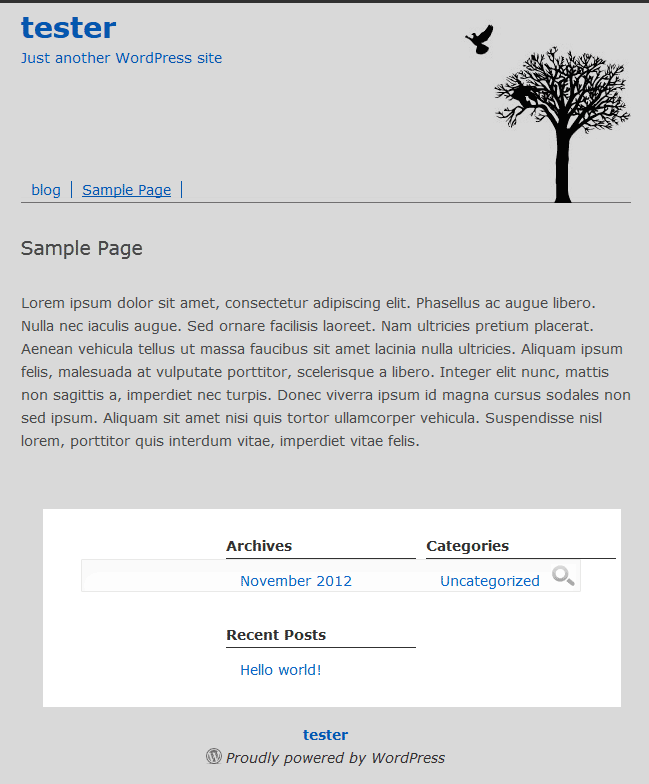 tester
Just another WordPress site
blog
Sample Page
Sample Page
Lorem ipsum dolor sit amet, consectetur adipiscing elit. Phasellus ac augue libero.
Nulla nec iaculis augue. Sed ornare facilisis laoreet. Nam ultricies pretium placerat.
Aenean vehicula tellus ut massa faucibus sit amet lacinia nulla ultricies. Aliquam ipsum
felis, malesuada at vulputate porttitor, scelerisque a libero. Integer elit nunc, mattis
non sagittis a, imperdiet nec turpis. Donec viverra ipsum id magna cursus sodales non
sed ipsum. Aliquam sit amet nisi quis tortor ullamcorper vehicula. Suspendisse nisl
lorem, porttitor quis interdum vitae, imperdiet vitae felis.
Archives
November 2012
Categories
Uncategorized
Recent Posts
Hello world!
tester
Proudly powered by WordPress